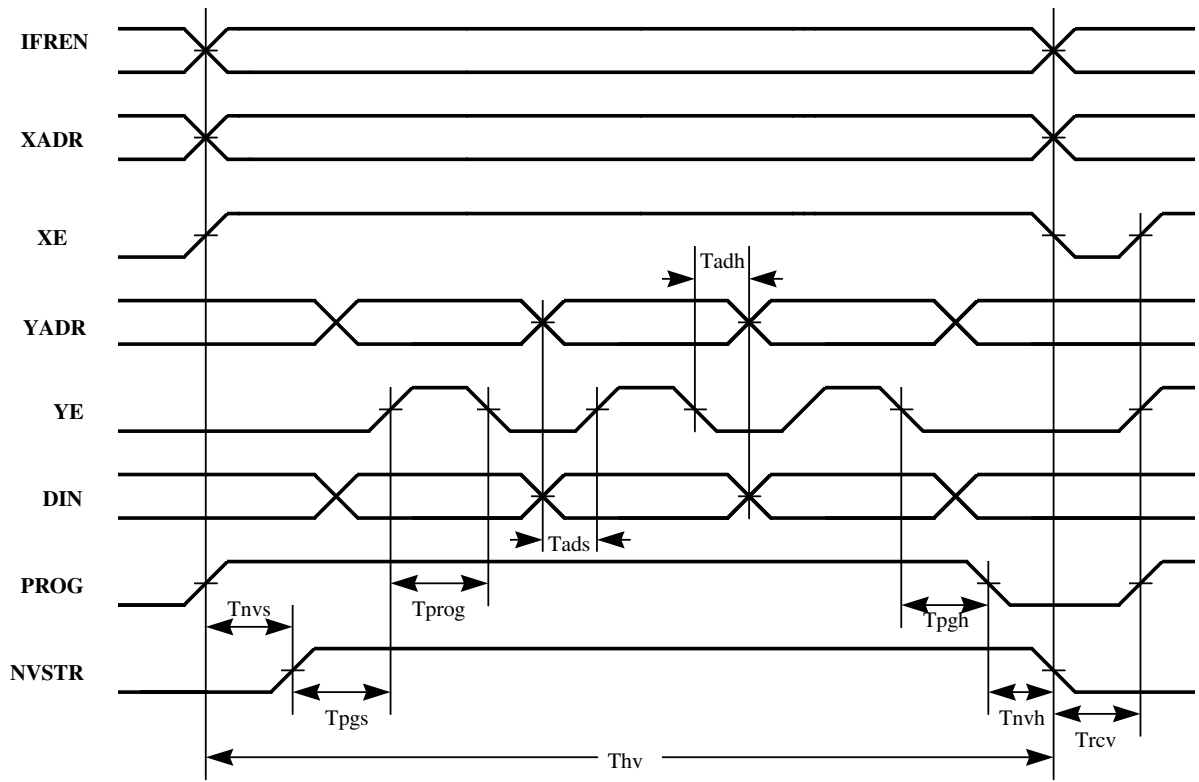 IFREN
XADR
XE
Tadh
YADR
YE
DIN
Tads
PROG
Tnvs
Tprog
Tpgh
NVSTR
Tpgs
Tnvh
Trcv
Thv